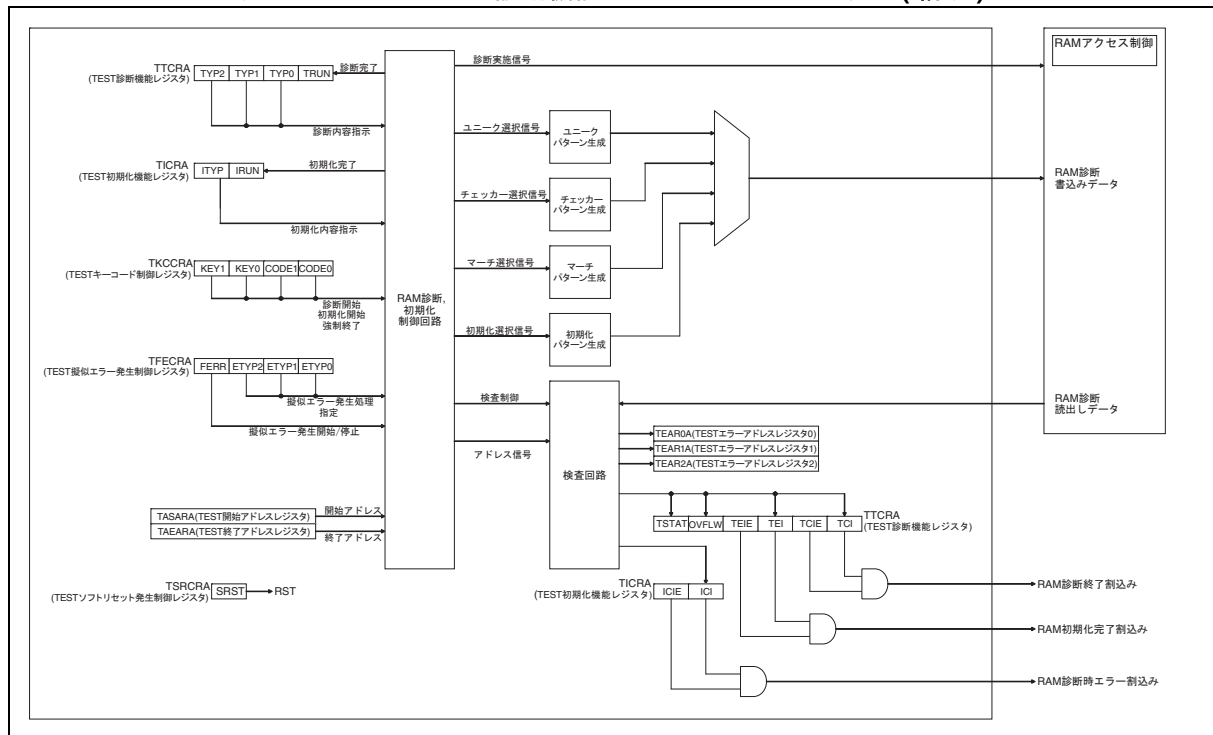 RAMアクセス制御
TTCRA
(TEST診断機能レジスタ)
TYP2 TYP1 TYP0 TRUN
診断完了
診断実施信号
診断内容指示
ユニーク選択信号
ユニーク
パターン生成
TICRA
(TEST初期化機能レジスタ)
ITYP IRUN
初期化完了
初期化内容指示
チェッカー選択信号
チェッカー
パターン生成
RAM診断
書込みデータ
TKCCRA
(TESTキーコード制御レジスタ)
KEY1 KEY0 CODE1 CODE0
診断開始
初期化開始
強制終了
RAM診断,
初期化
制御回路
マーチ選択信号
マーチ
パターン生成
初期化選択信号
初期化
パターン生成
TFECRA
(TEST擬似エラー発生制御レジスタ)
FERR ETYP2 ETYP1 ETYP0
擬似エラー発生処理
指定
擬似エラー発生開始/停止
検査制御
アドレス信号
検査回路
RAM診断
読出しデータ
TEAR0A(TESTエラーアドレスレジスタ0)
TEAR1A(TESTエラーアドレスレジスタ1)
TEAR2A(TESTエラーアドレスレジスタ2)
TASARA(TEST開始アドレスレジスタ)
開始アドレス
TAEARA(TEST終了アドレスレジスタ)
終了アドレス
TSTAT OVFLW TEIE TEI TCIE TCI
TTCRA
(TEST診断機能レジスタ)
TSRCRA
(TESTソフトリセット発生制御レジスタ)
SRST
RST
TICRA
(TEST初期化機能レジスタ)
ICIE ICI
RAM診断終了割込み
RAM初期化完了割込み
RAM診断時エラー割込み